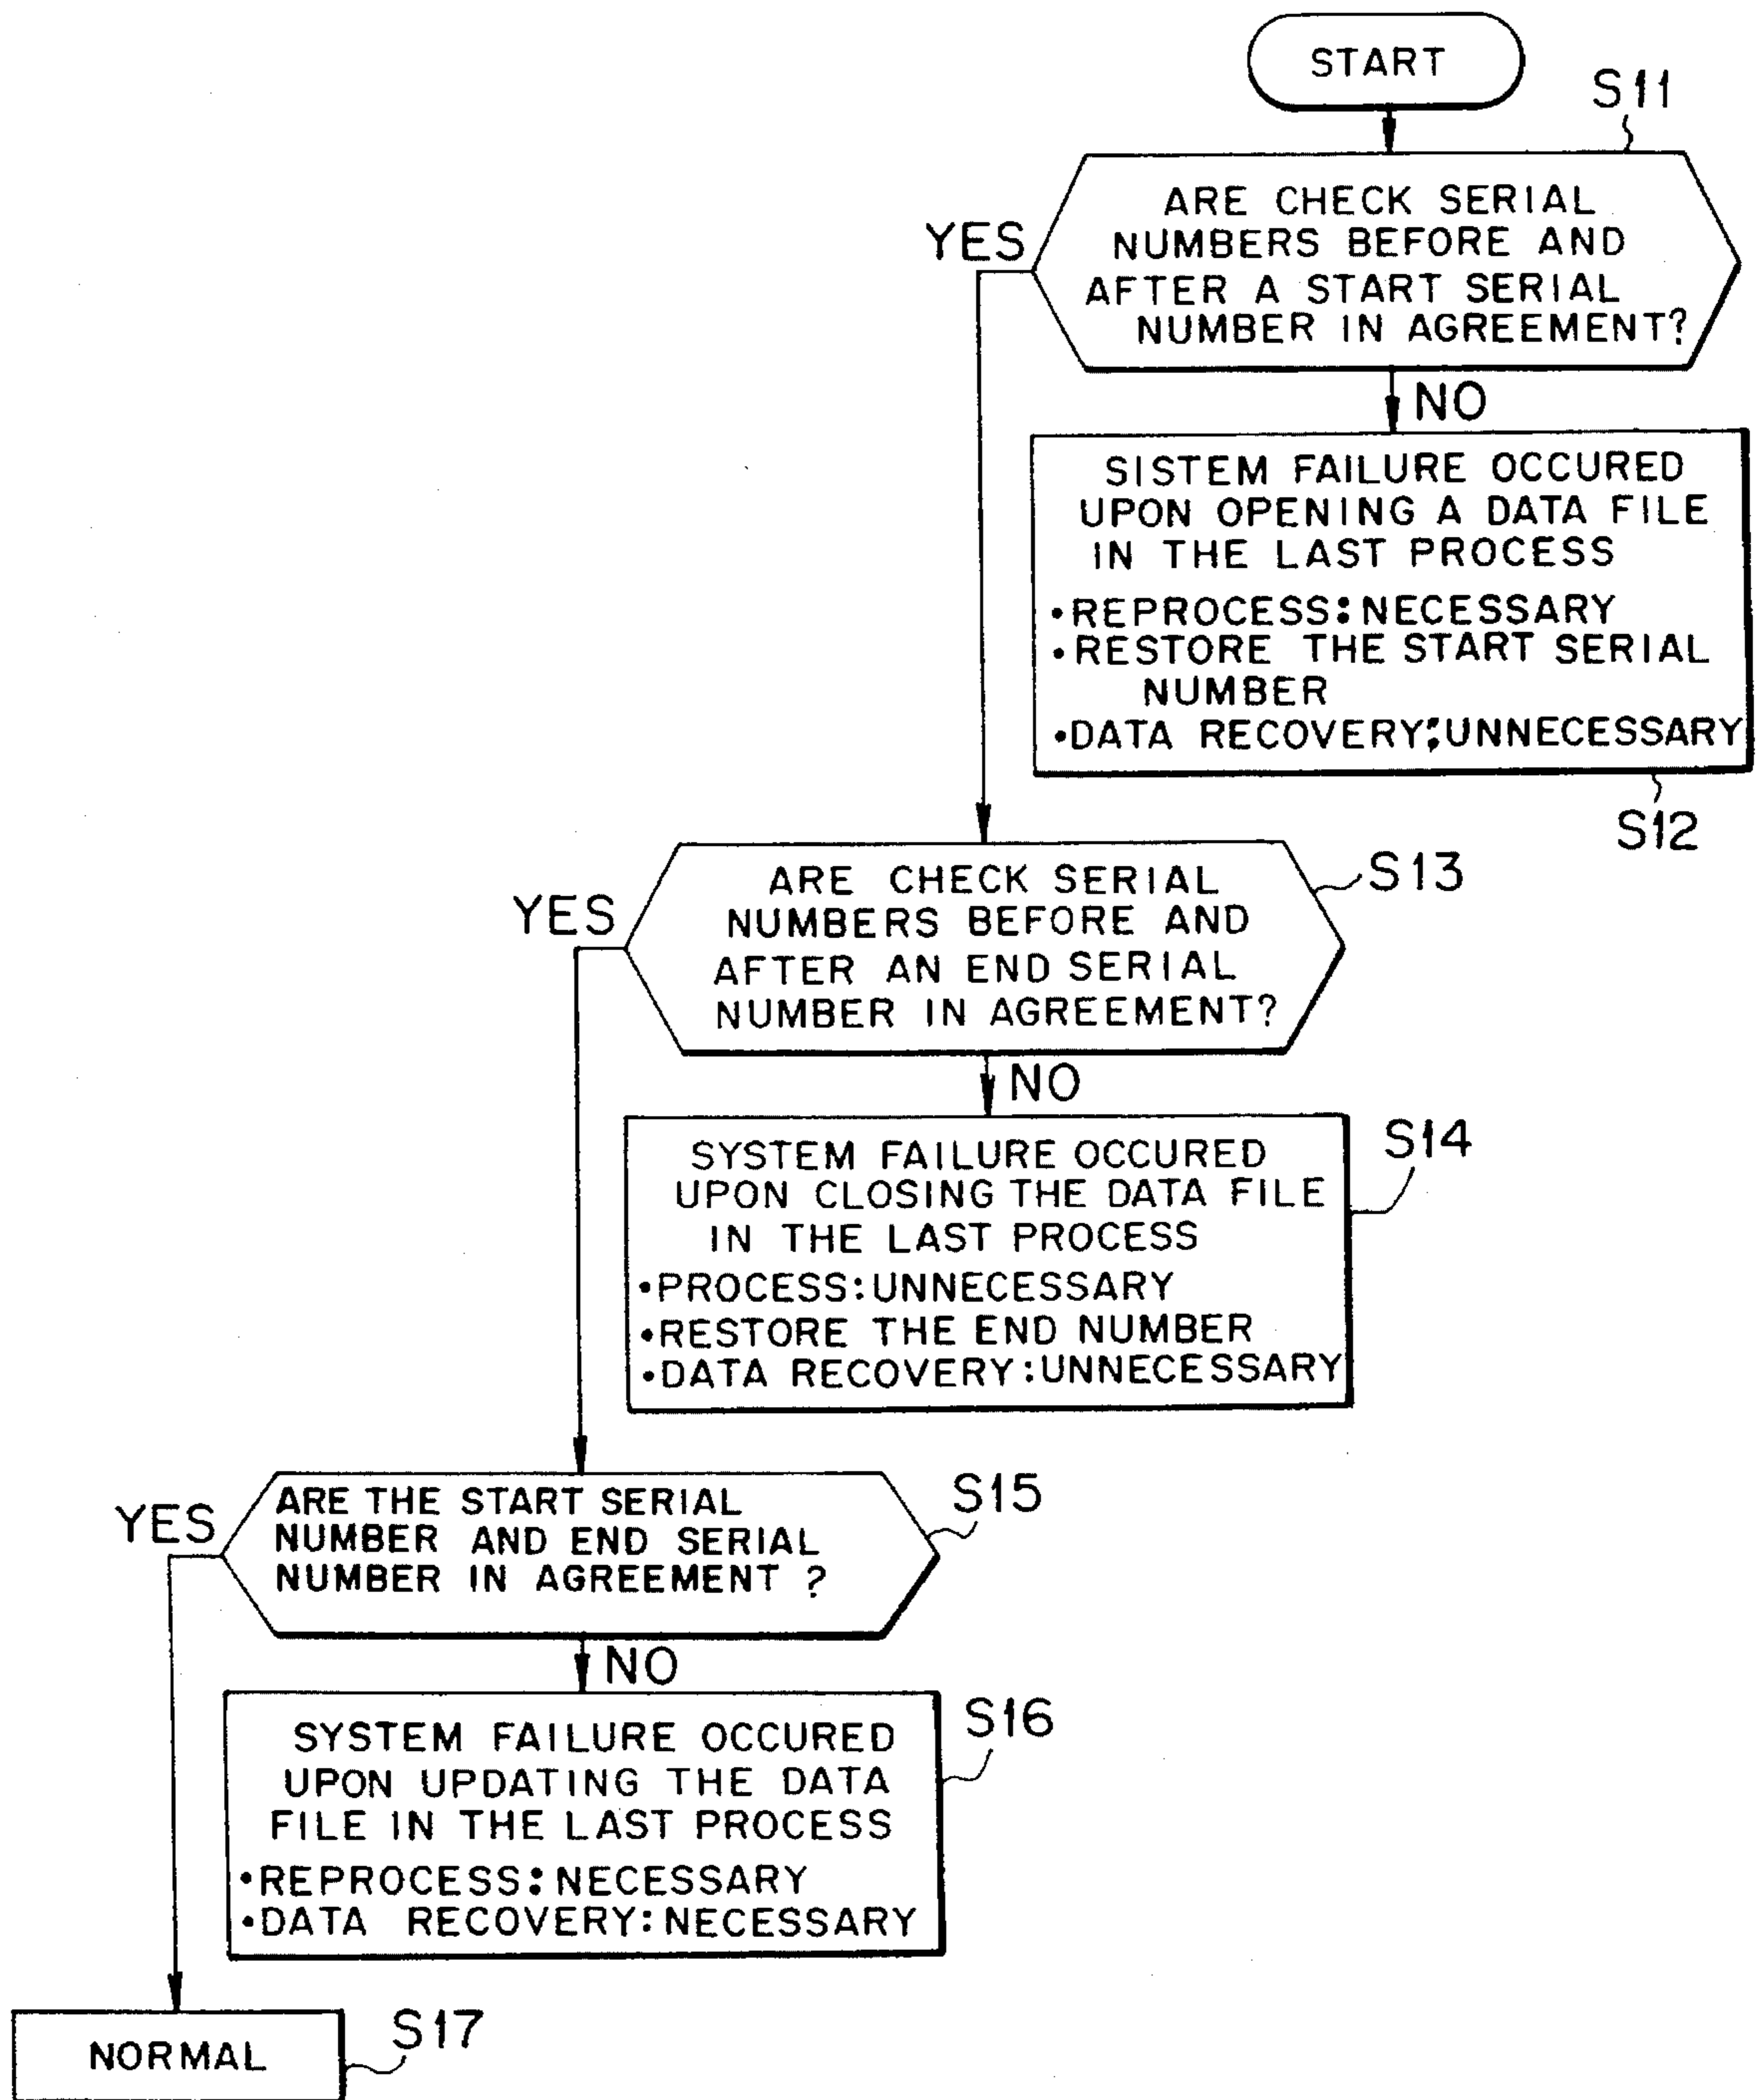 START
S11
ARE CHECK SERIAL
NUMBERS BEFORE AND
AFTER A START SERIAL
NUMBER IN AGREEMENT?
YES
NO
SISTEM FAILURE OCCURED
UPON OPENING A DATA FILE
IN THE LAST PROCESS
•REPROCESS:NECESSARY
•RESTORE THE START SERIAL
NUMBER
•DATA RECOVERY:UNNECESSARY
S12
ARE CHECK SERIAL
NUMBERS BEFORE AND
AFTER AN END SERIAL
NUMBER IN AGREEMENT?
S13
YES
NO
SYSTEM FAILURE OCCURED
UPON CLOSING THE DATA FILE
IN THE LAST PROCESS
•PROCESS:UNNECESSARY
•RESTORE THE END NUMBER
•DATA RECOVERY:UNNECESSARY
S14
ARE THE START SERIAL
NUMBER AND END SERIAL
NUMBER IN AGREEMENT ?
S15
YES
NO
SYSTEM FAILURE OCCURED
UPON UPDATING THE DATA
FILE IN THE LAST PROCESS
•REPROCESS:NECESSARY
•DATA RECOVERY:NECESSARY
S16
NORMAL
S17